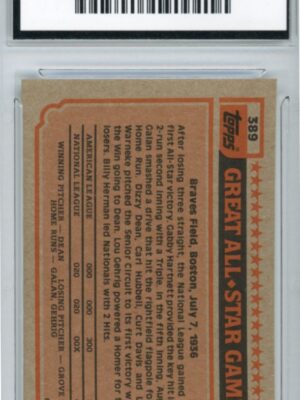 389
Topps
GREAT ALL★STAR GAM
Braves Field, Boston, July 7, 1936
After losing three straight, the National League gained
first All-Star victory. Gabby Hartnett provided the key hit
2-run second inning with a Triple. In the fifth inning, Au
Galan smashed a drive that hit the rightfield flagpole fo
Home Run. Dizzy Dean, Carl Hubbell, Curt Davis and
Warneke pitched the Senior Circuit to its first victory w
the Win going to Dean. Lou Gehrig powered a Homer for
losers. Billy Herman led Nationals with 2 Hits.
AMERICAN LEAGUE 000 000 300
NATIONAL LEAGUE 020 020 00X
WINNING PITCHER — DEAN LOSING PITCHER — GROVE
HOME RUNS — GALAN, GEHRIG